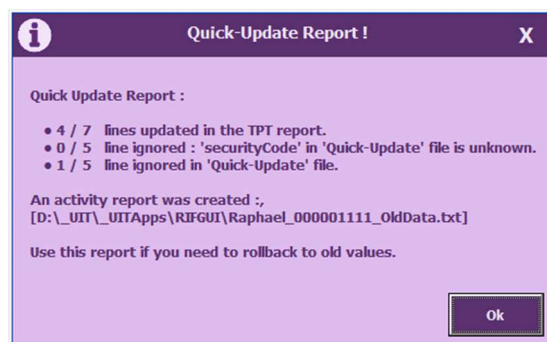 Quick-Update Report !
X
Quick Update Report :
● 4 / 7 lines updated in the TPT report.
● 0 / 5 line ignored : 'securityCode' in 'Quick-Update' file is unknown.
● 1 / 5 line ignored in 'Quick-Update' file.
An activity report was created :,
[D:\_UIT\_UITApps\RIFGUI\Raphael_000001111_OldData.txt]
Use this report if you need to rollback to old values.
Ok